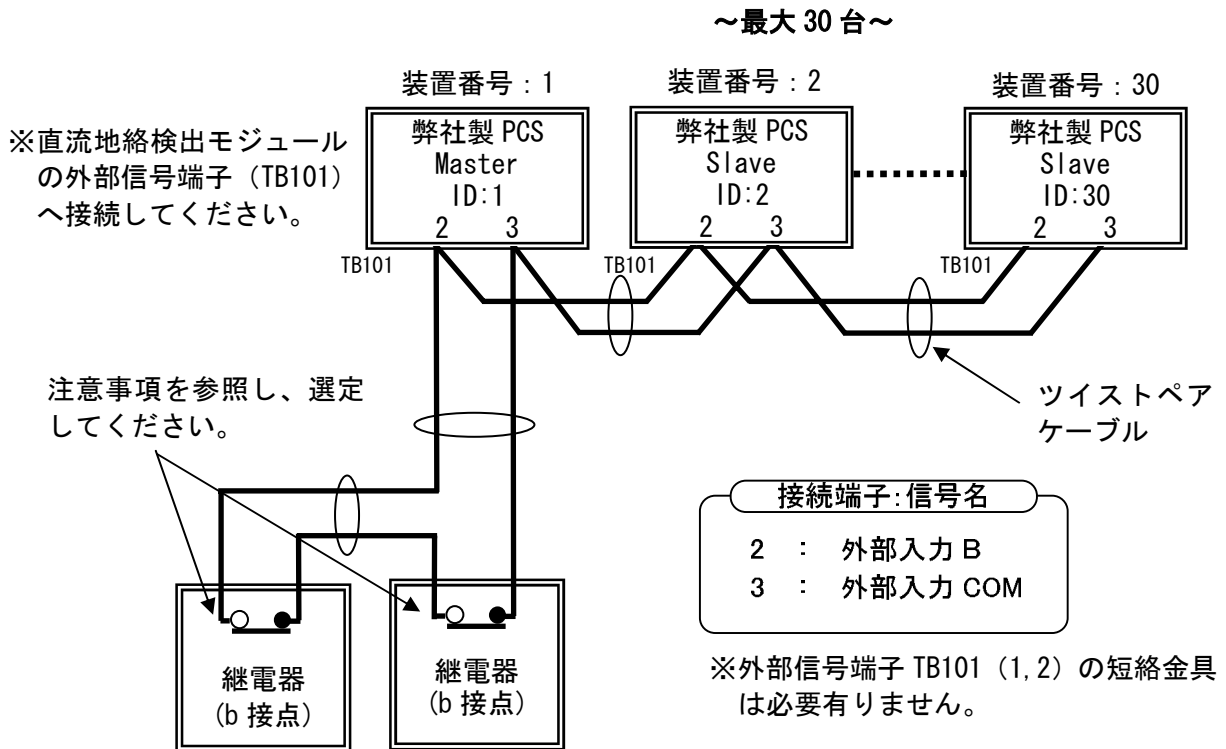 ～最大 30 台～
装置番号：1
装置番号：2
装置番号：30
※直流地絡検出モジュール
の外部信号端子（TB101）
へ接続してください。
弊社製 PCS
Master
ID:1
2 3
TB101
弊社製 PCS
Slave
ID:2
2 3
TB101
弊社製 PCS
Slave
ID:30
2 3
TB101
注意事項を参照し、選定
してください。
ツイストペア
ケーブル
接続端子:信号名
2 ： 外部入力 B
3 ： 外部入力 COM
継電器
(b 接点)
継電器
(b 接点)
※外部信号端子 TB101（1,2）の短絡金具
は必要有りません。